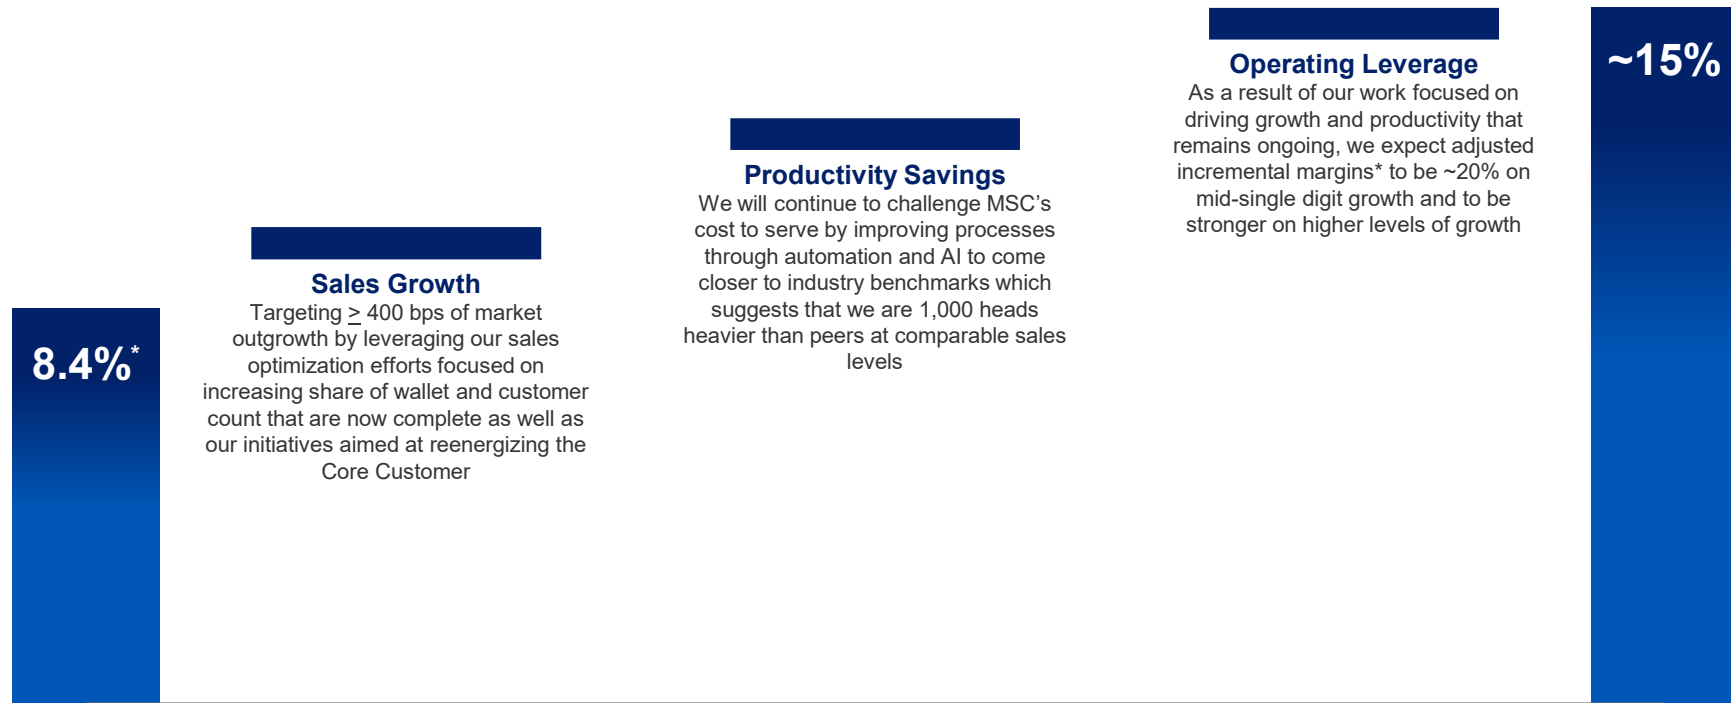 8.4%*
Sales Growth
Targeting > 400 bps of market
outgrowth by leveraging our sales
optimization efforts focused on
increasing share of wallet and customer
count that are now complete as well as
our initiatives aimed at reenergizing the
Core Customer
Productivity Savings
We will continue to challenge MSC’s
cost to serve by improving processes
through automation and AI to come
closer to industry benchmarks which
suggests that we are 1,000 heads
heavier than peers at comparable sales
levels
Operating Leverage
As a result of our work focused on
driving growth and productivity that
remains ongoing, we expect adjusted
incremental margins* to be ~20% on
mid-single digit growth and to be
stronger on higher levels of growth
~15%